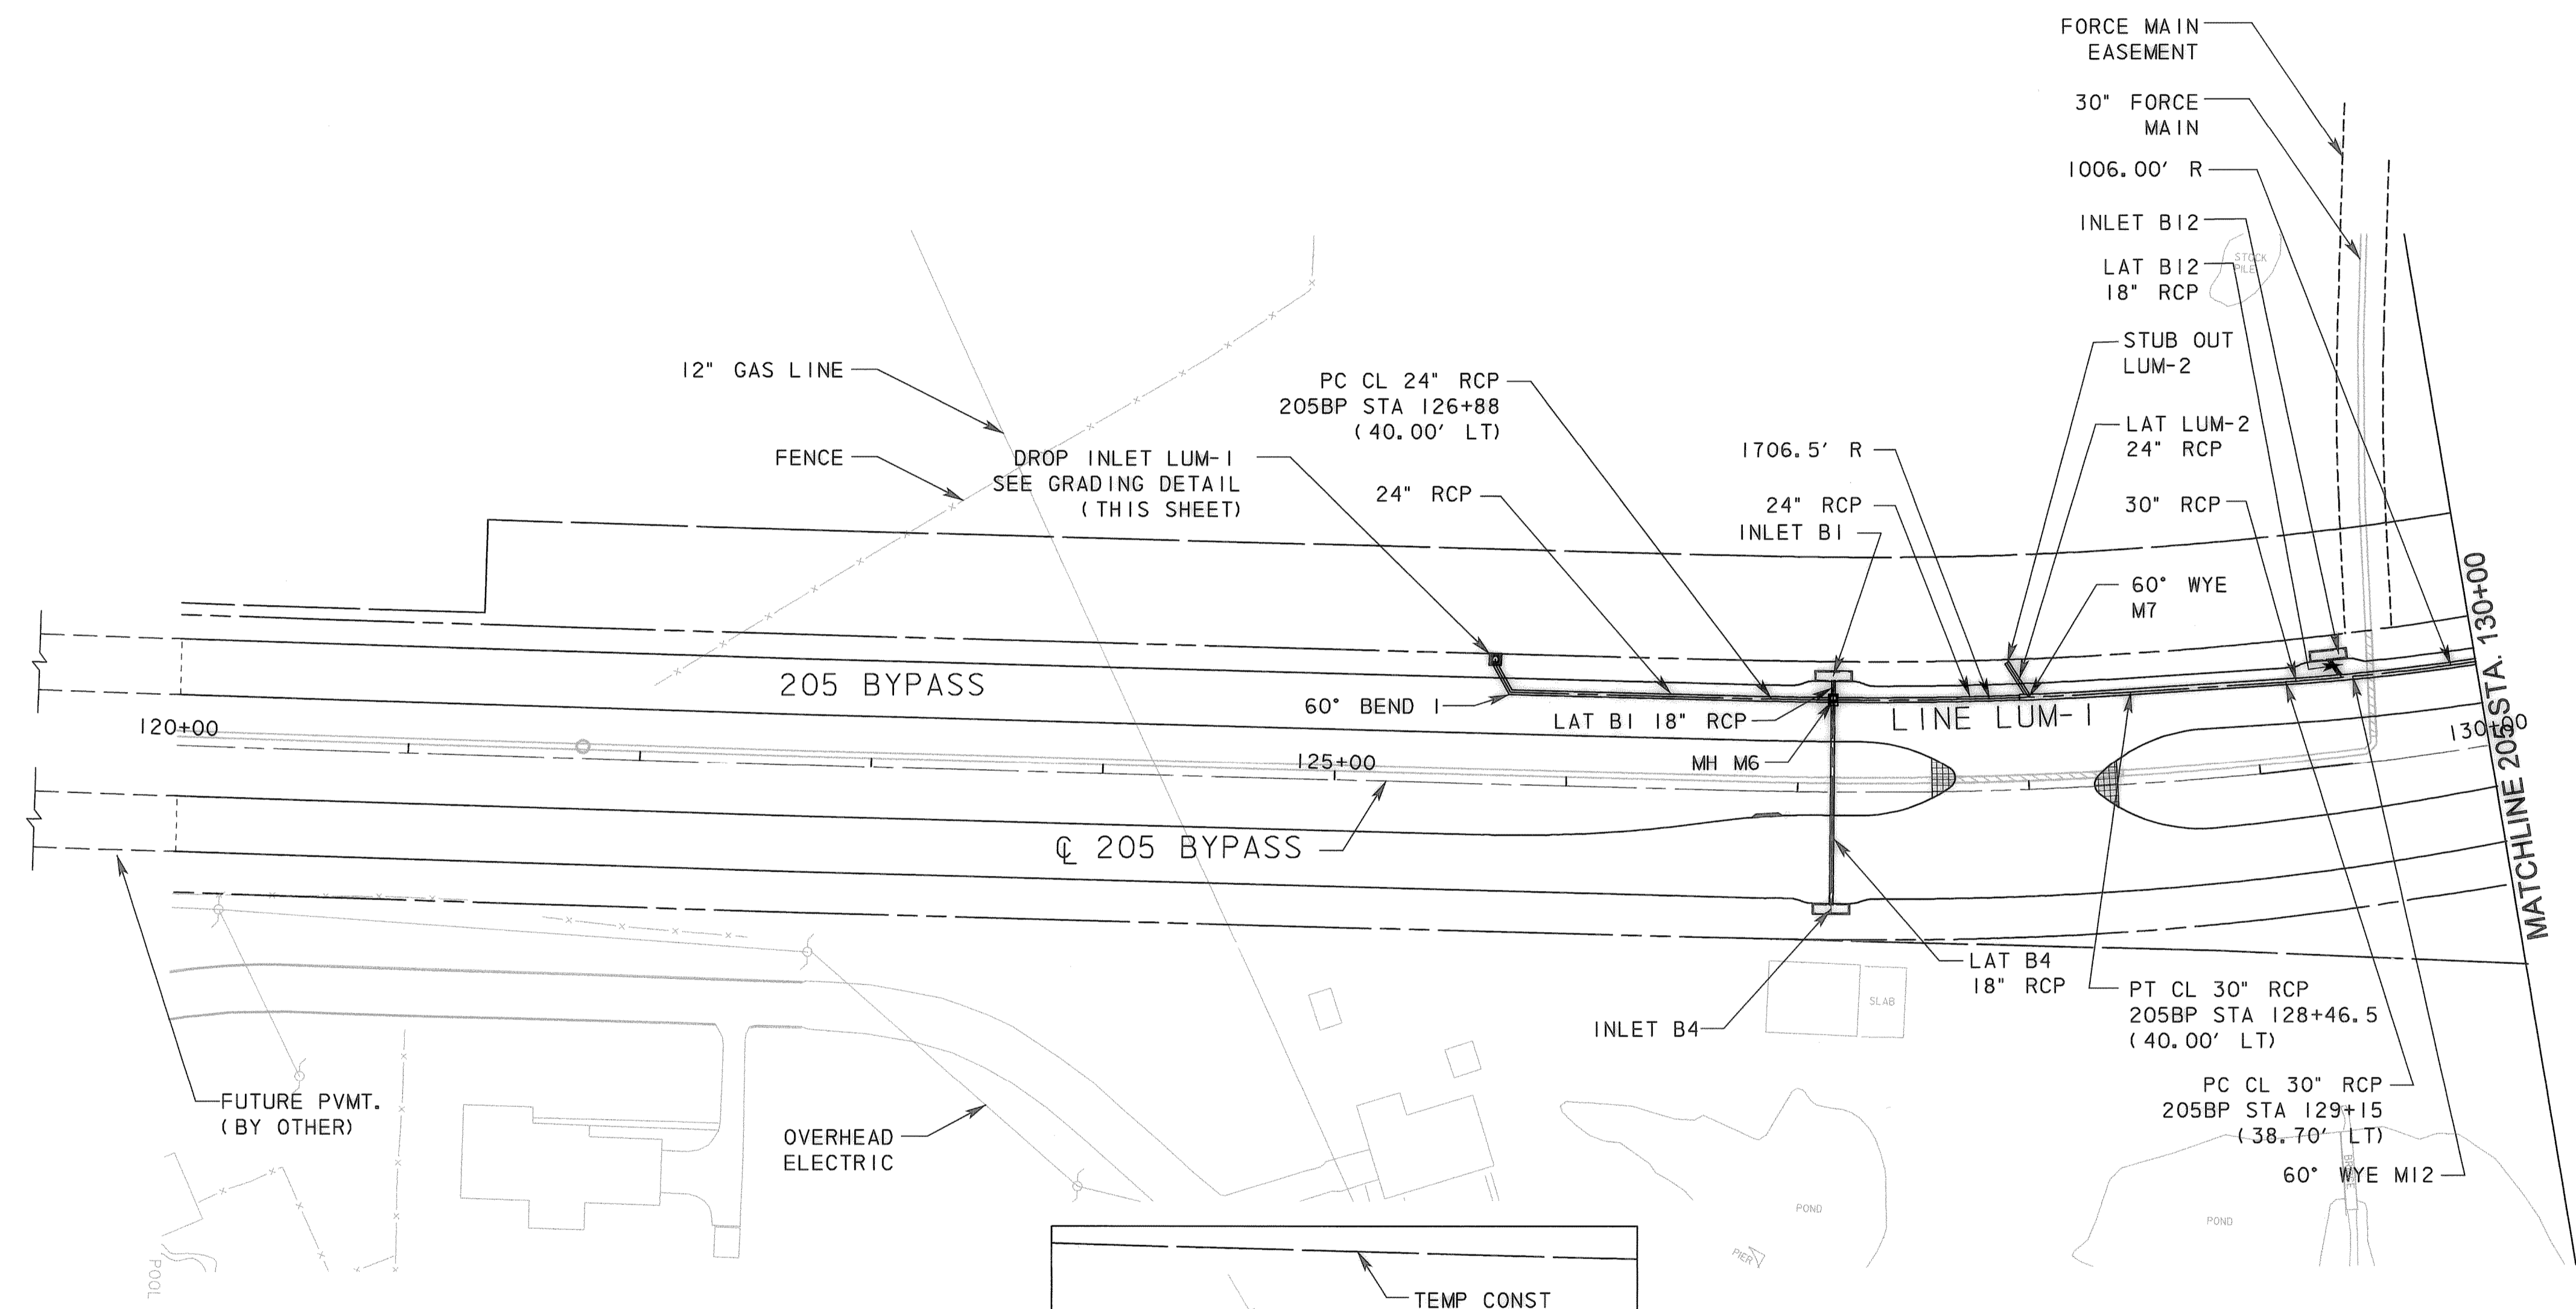 FORCE MAIN
EASEMENT
30" FORCE
MAIN
1006.00' R
INLET B12
LAT B12
18" RCP
STOCK
PILE
STUB OUT
LUM-2
LAT LUM-2
24" RCP
30" RCP
60° WYE
M7
12" GAS LINE
FENCE
PC CL 24" RCP
205BP STA 126+88
(40.00' LT)
DROP INLET LUM-1
SEE GRADING DETAIL
(THIS SHEET)
24" RCP
1706.5' R
24" RCP
INLET B1
205 BYPASS
60° BEND 1
LAT B1 18" RCP
LINE LUM-1
MH M6
120+00
125+00
130+00
MATCHLINE 205 STA. 130+00
℄ 205 BYPASS
LAT B4
18" RCP
INLET B4
SLAB
PT CL 30" RCP
205BP STA 128+46.5
(40.00' LT)
PC CL 30" RCP
205BP STA 129+15
(38.70' LT)
60° WYE M12
FUTURE PVMT.
(BY OTHER)
OVERHEAD
ELECTRIC
POND
POND
PIER
POOL
TEMP CONST